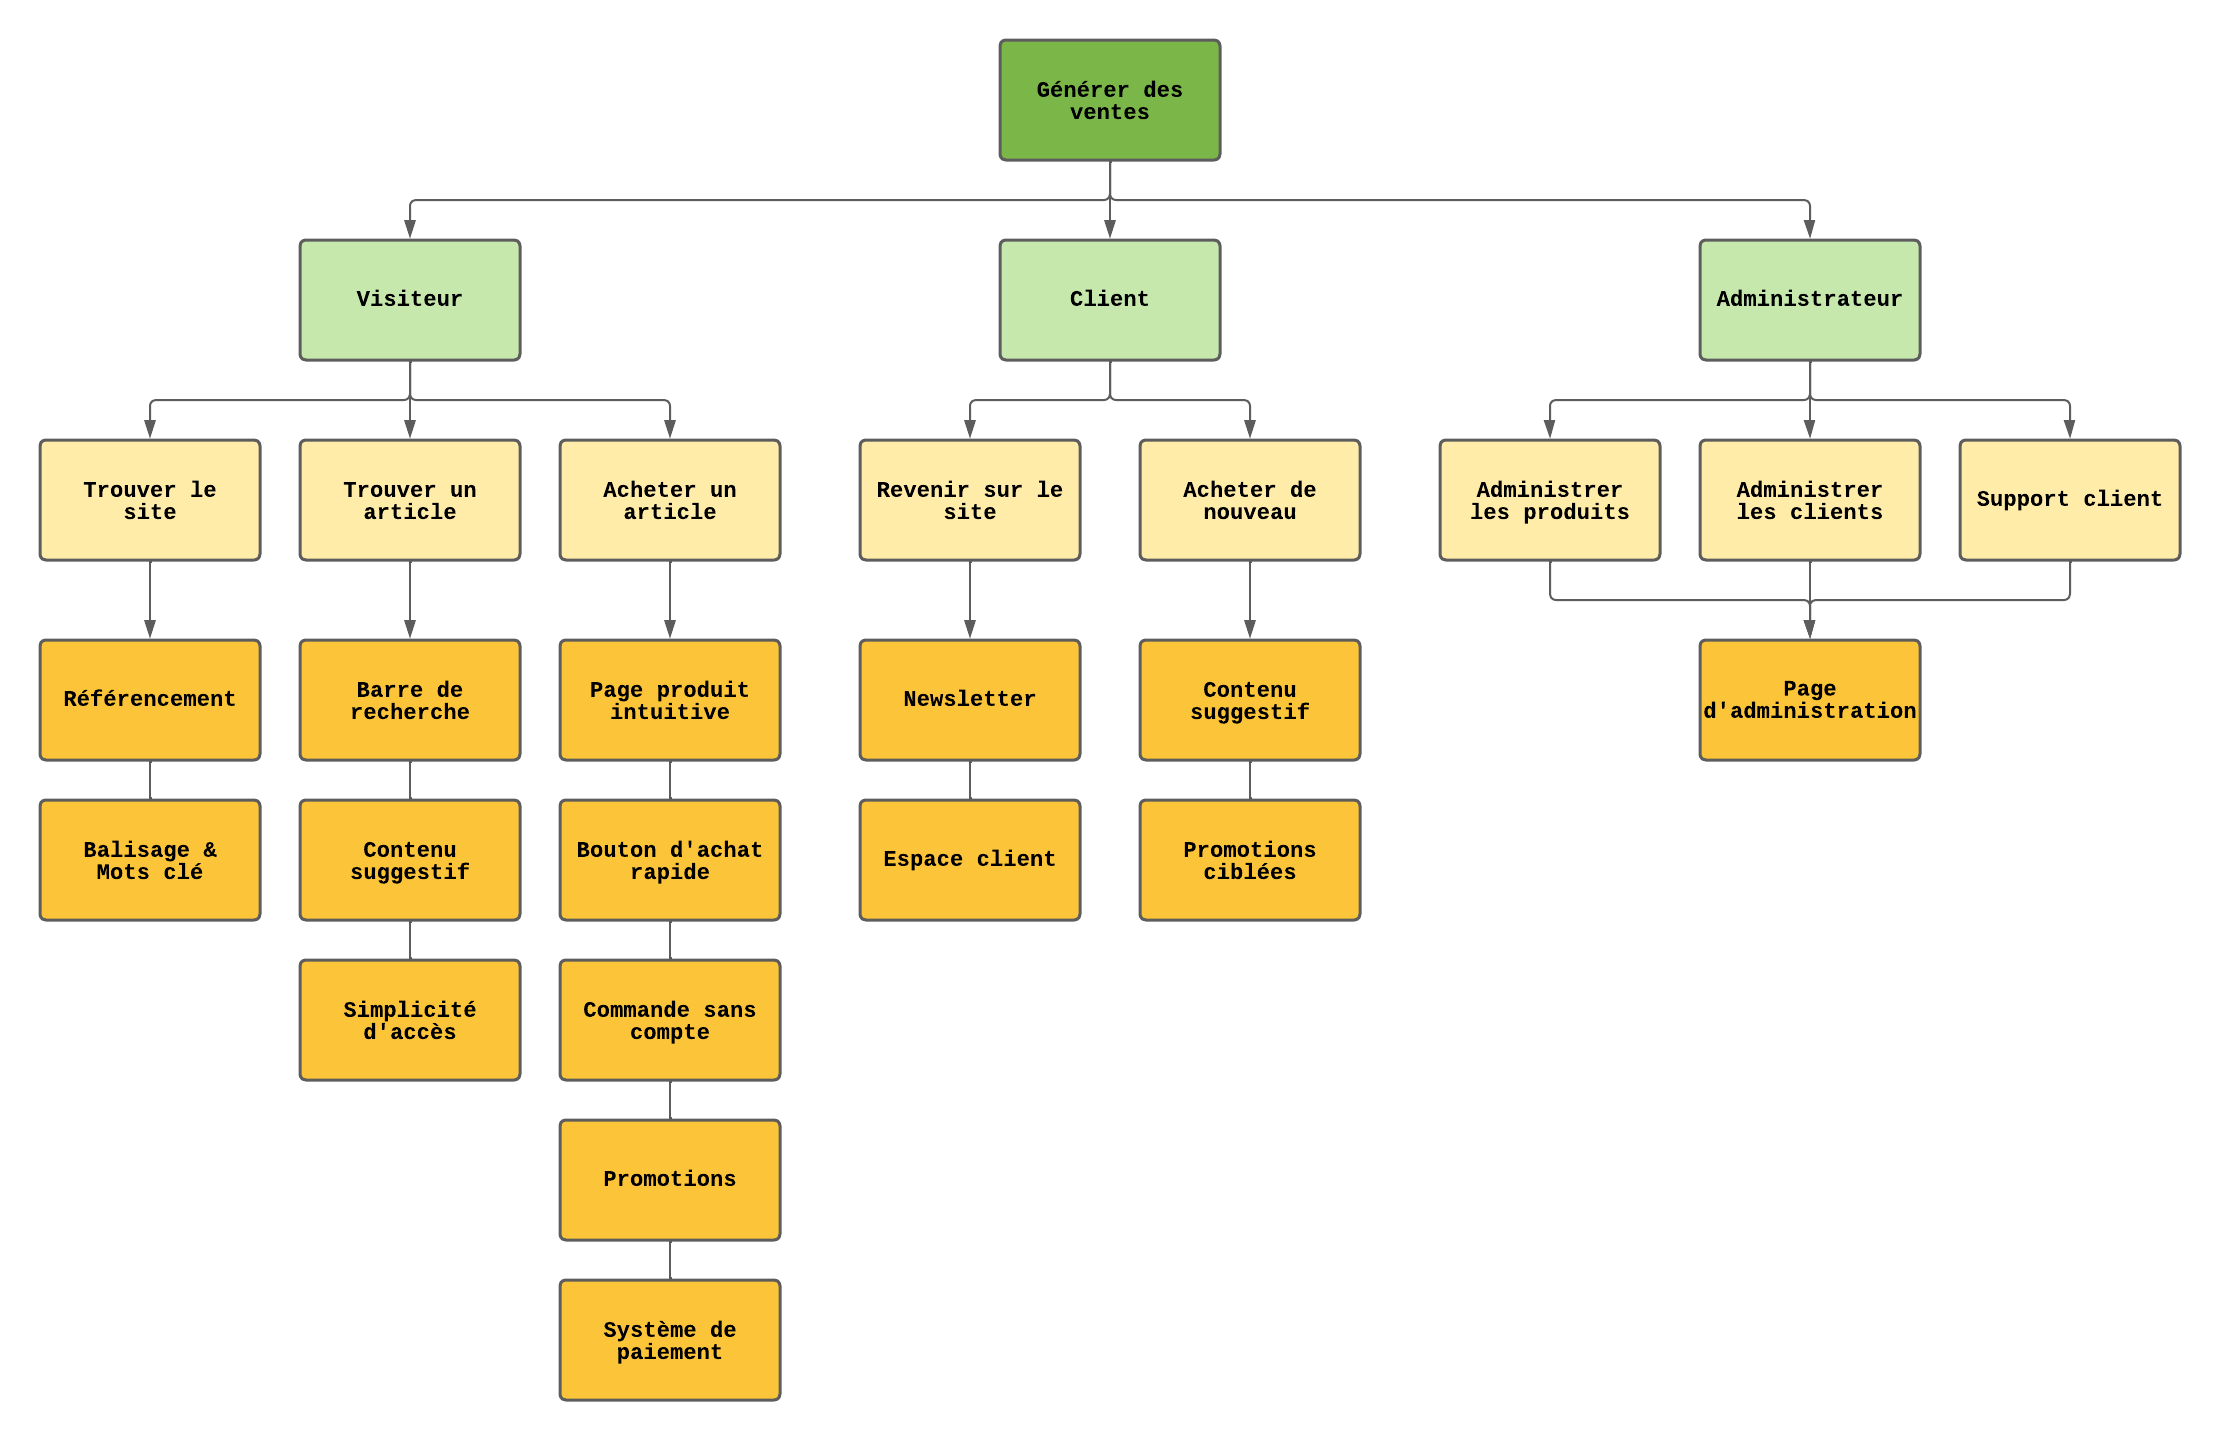 Générer des
ventes
Visiteur
Client
Administrateur
Trouver le
site
Trouver un
article
Acheter un
article
Revenir sur le
site
Acheter de
nouveau
Administrer
les produits
Administrer
les clients
Support client
Référencement
Barre de
recherche
Page produit
intuitive
Newsletter
Contenu
suggestif
Page
d'administration
Balisage &
Mots clé
Contenu
suggestif
Bouton d'achat
rapide
Espace client
Promotions
ciblées
Simplicité
d'accès
Commande sans
compte
Promotions
Système de
paiement